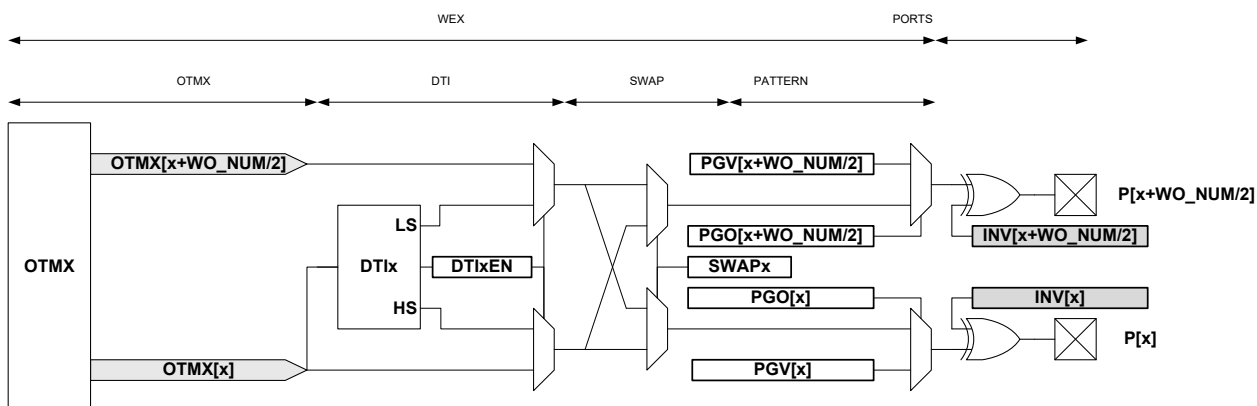 WEX PORTS
OTMX DTI SWAP PATTERN
OTMX[x+WO_NUM/2] PGV[x+WO_NUM/2]
P[x+WO_NUM/2]
LS
PGO[x+WO_NUM/2] INV[x+WO_NUM/2]
OTMX DTIx DTIxEN SWAPx
PGO[x] INV[x]
HS
P[x]
OTMX[x] PGV[x]